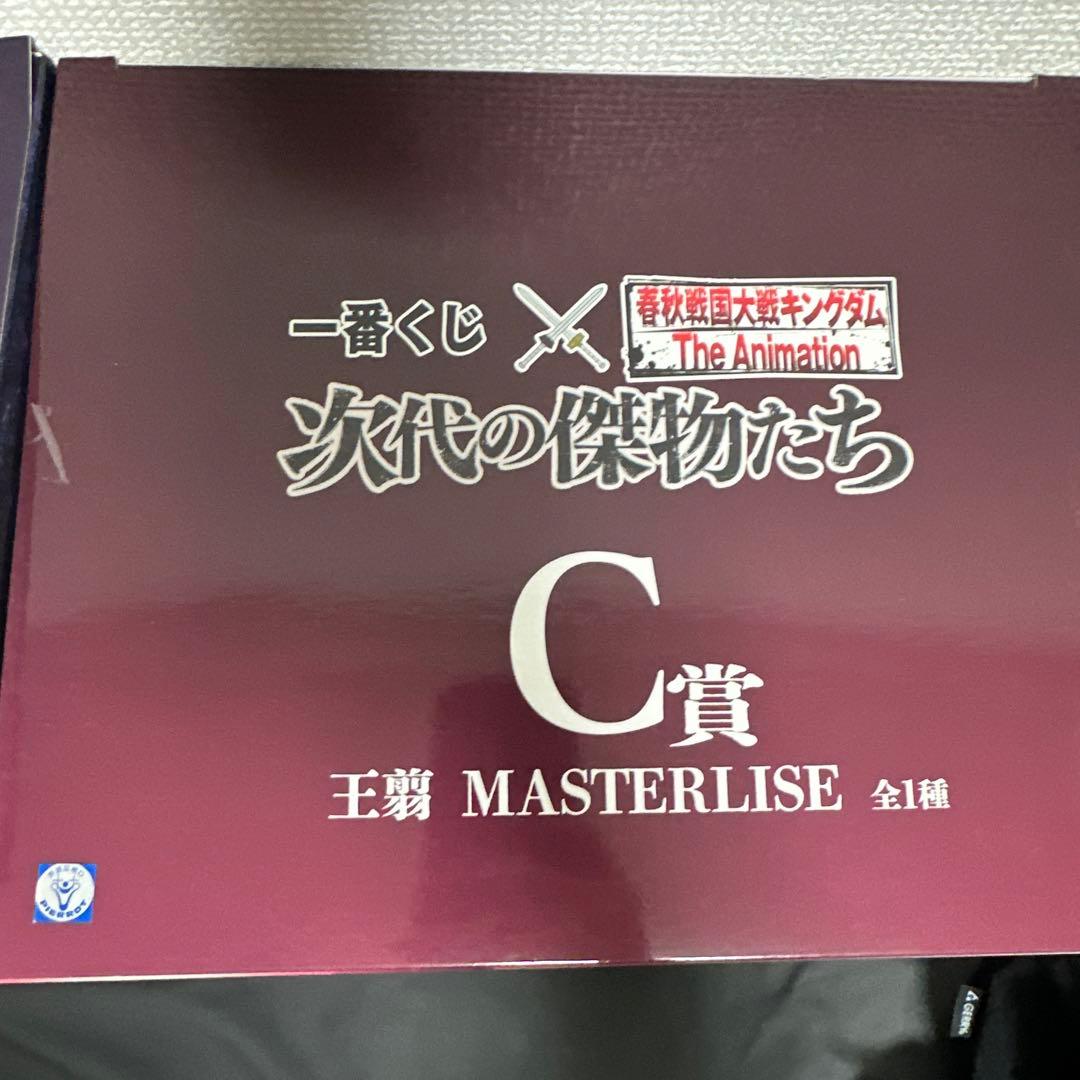 一番くじ
春秋戦国大戦キングダム
The Animation
次代の傑物たち
C賞
王翦 MASTERLISE 全1種
PIERROT